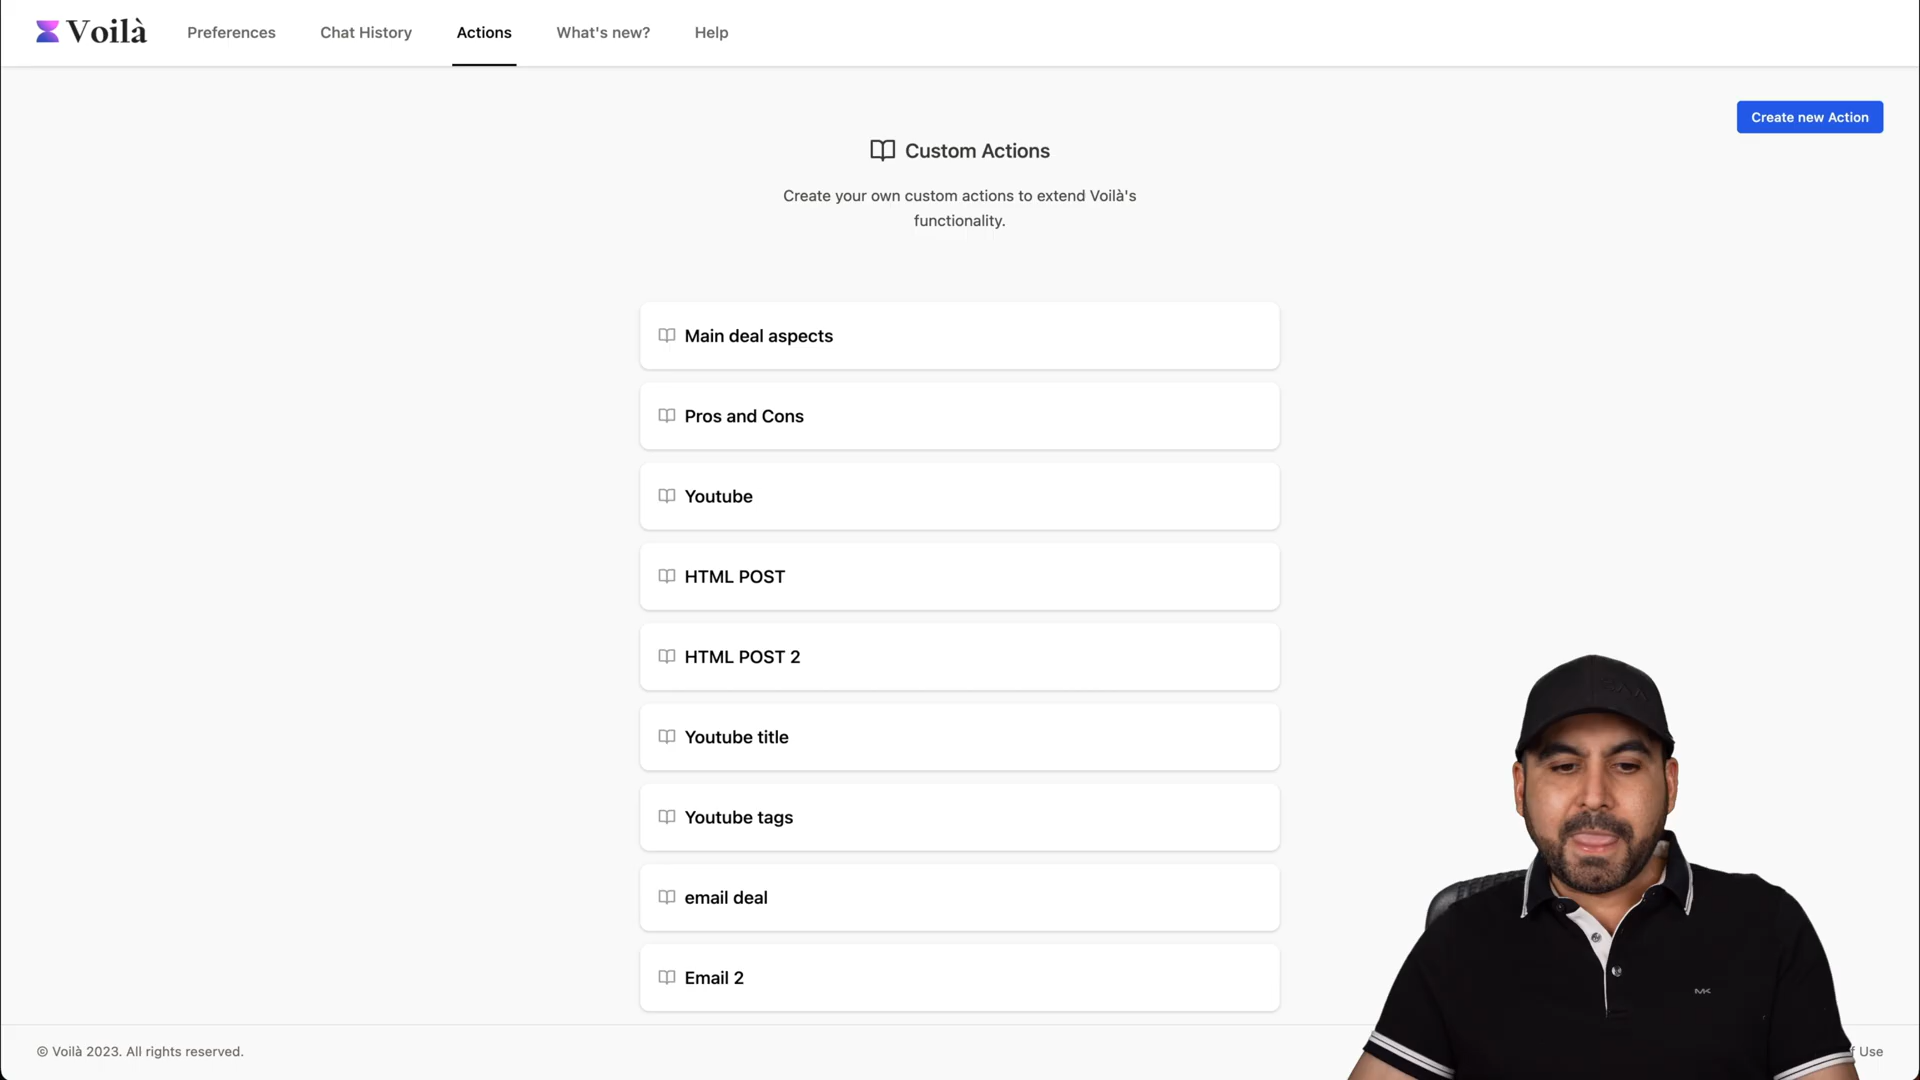 Voilà
Preferences
Chat History
Actions
What's new?
Help
Create new Action
Custom Actions
Create your own custom actions to extend Voilà's
functionality.
Main deal aspects
Pros and Cons
Youtube
HTML POST
HTML POST 2
Youtube title
Youtube tags
email deal
Email 2
MK
© Voilà 2023. All rights reserved.
Use